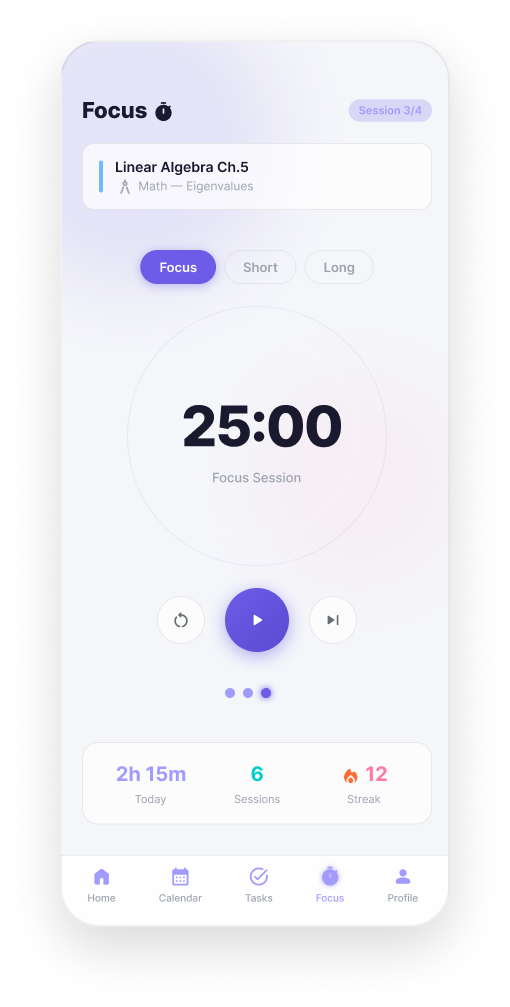 Focus
Session 3/4
Linear Algebra Ch.5
Math — Eigenvalues
Focus Short Long
25:00
Focus Session
2h 15m 6 12
Today Sessions Streak
Home Calendar Tasks Focus Profile